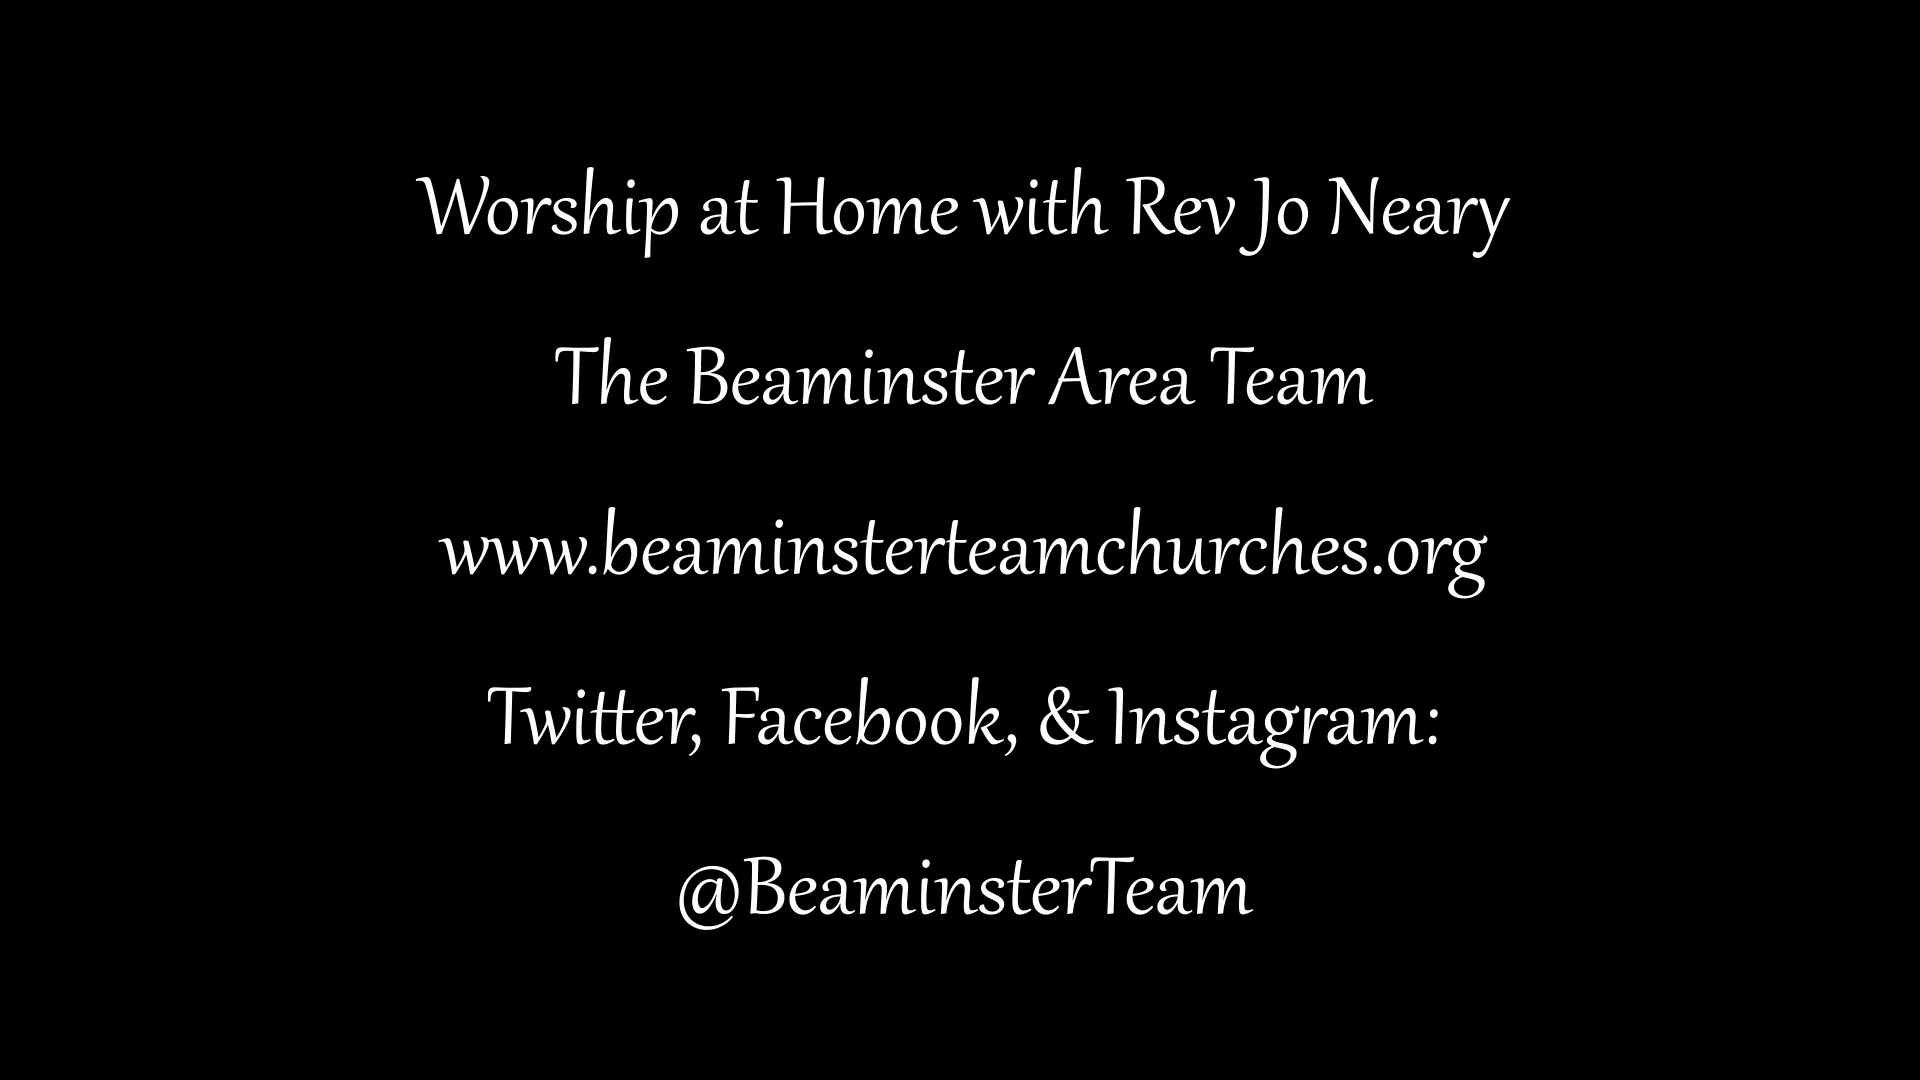 Worship at Home with Rev Jo Neary
The Beaminster Area Team
www.beaminsterteamchurches.org
Twitter, Facebook, & Instagram:
@BeaminsterTeam